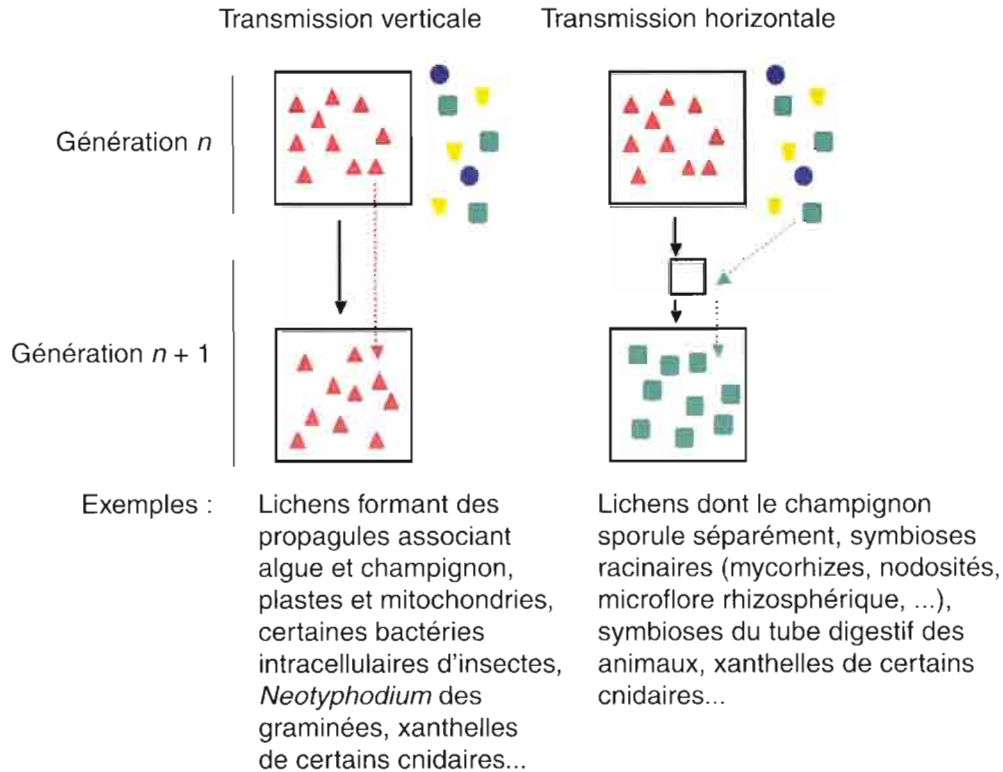 Transmission verticale
Transmission horizontale
Génération n
Génération n + 1
Exemples :
Lichens formant des
propagules associant
algue et champignon,
plastes et mitochondries,
certaines bactéries
intracellulaires d'insectes,
Neotyphodium des
graminées, xanthelles
de certains cnidaires...
Lichens dont le champignon
sporule séparément, symbioses
racinaires (mycorhizes, nodosités,
microflore rhizosphérique, ...),
symbioses du tube digestif des
animaux, xanthelles de certains
cnidaires...